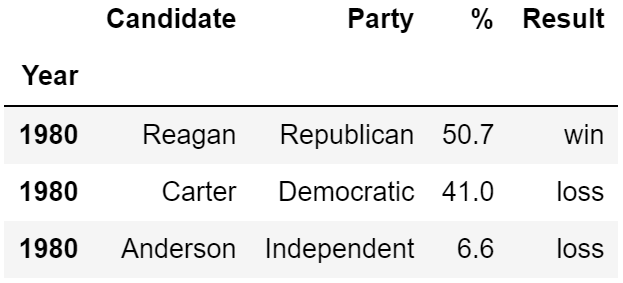 Candidate Party % Result
Year
1980 Reagan Republican 50.7 win
1980 Carter Democratic 41.0 loss
1980 Anderson Independent 6.6 loss